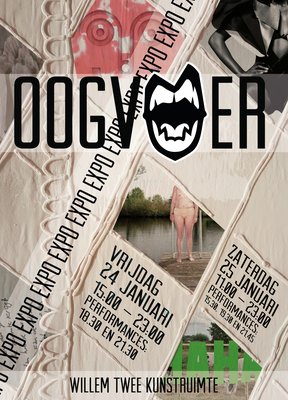 EXPO EXPO EXPO EXPO EXPO EXPO EXPO EXPO EXPO
OOGVOER
VRIJDAG
24 JANUARI
15.00 - 23.00
PERFORMANCES:
18.30 EN 21.30
ZATERDAG
25 JANUARI
11.00 - 23.00
PERFORMANCES:
15.30, 19.30 EN 21.45
HAHA
WILLEM TWEE KUNSTRUIMTE